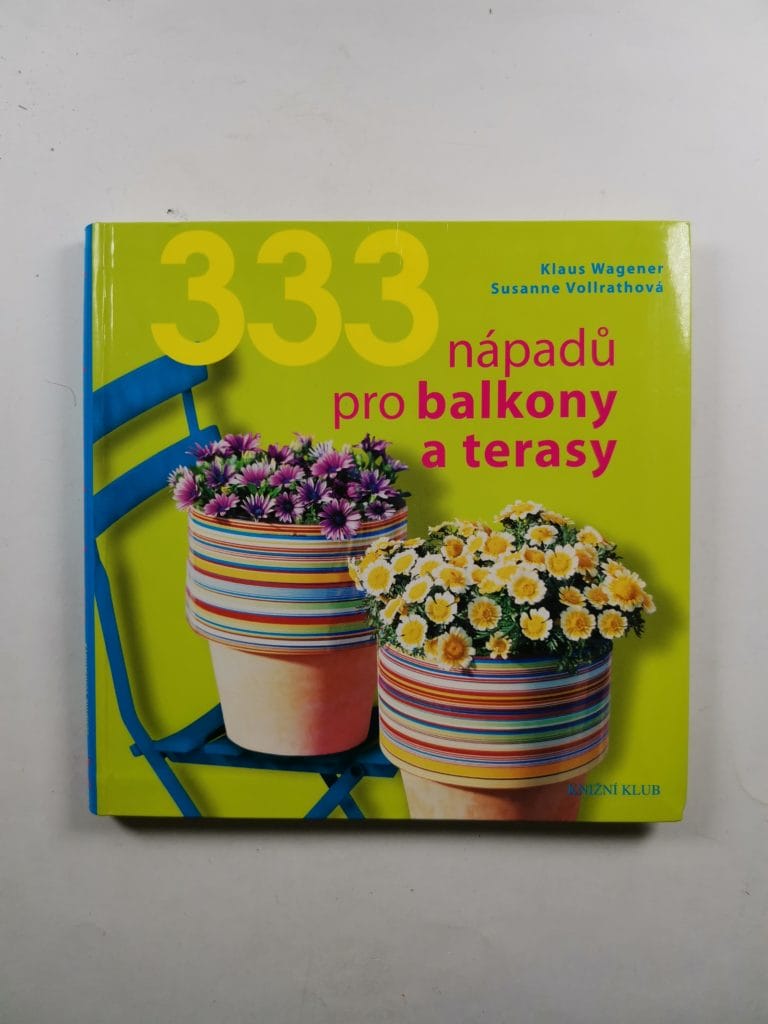 333
Klaus Wagener
Susanne Vollrathová
nápadů
pro balkony
a terasy
KNIŽNÍ KLUB